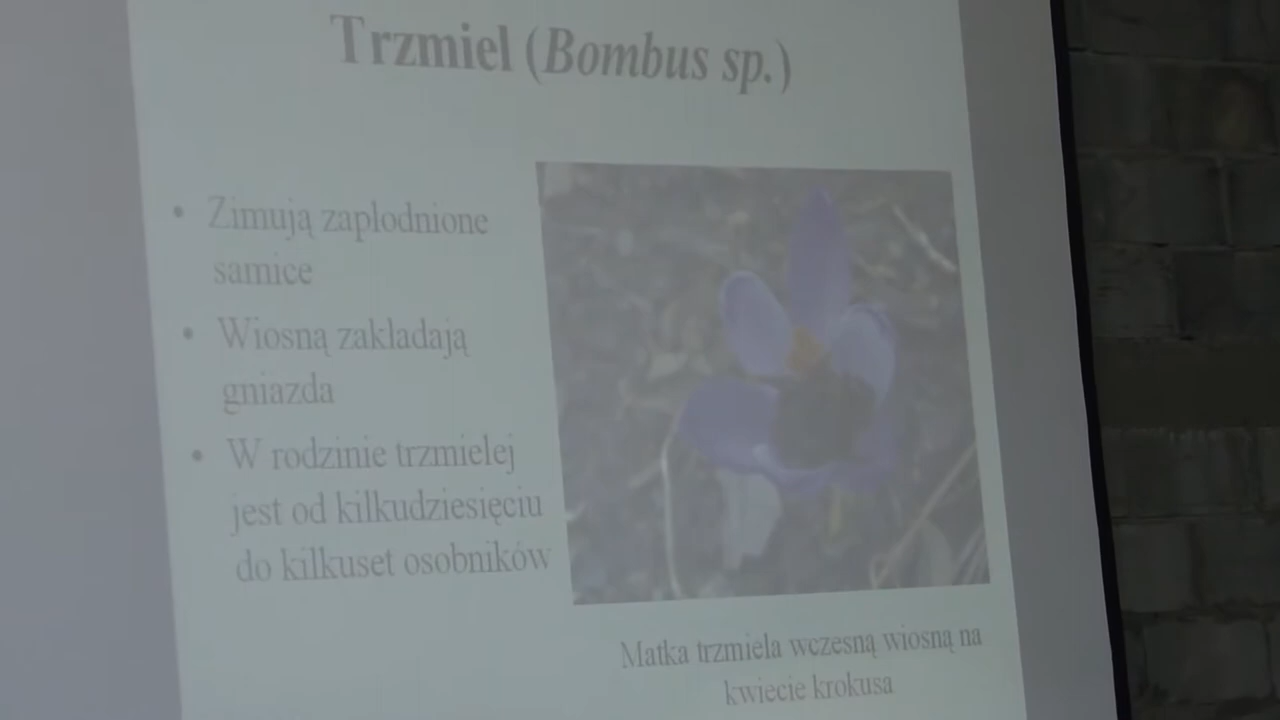 Trzmiel (Bombus sp.)
• Zimują zapłodnione
samice
• Wiosną zakładają
gniazda
• W rodzinie trzmielej
jest od kilkudziesięciu
do kilkuset osobników
Matka trzmiela wczesną wiosną na
kwiecie krokusa